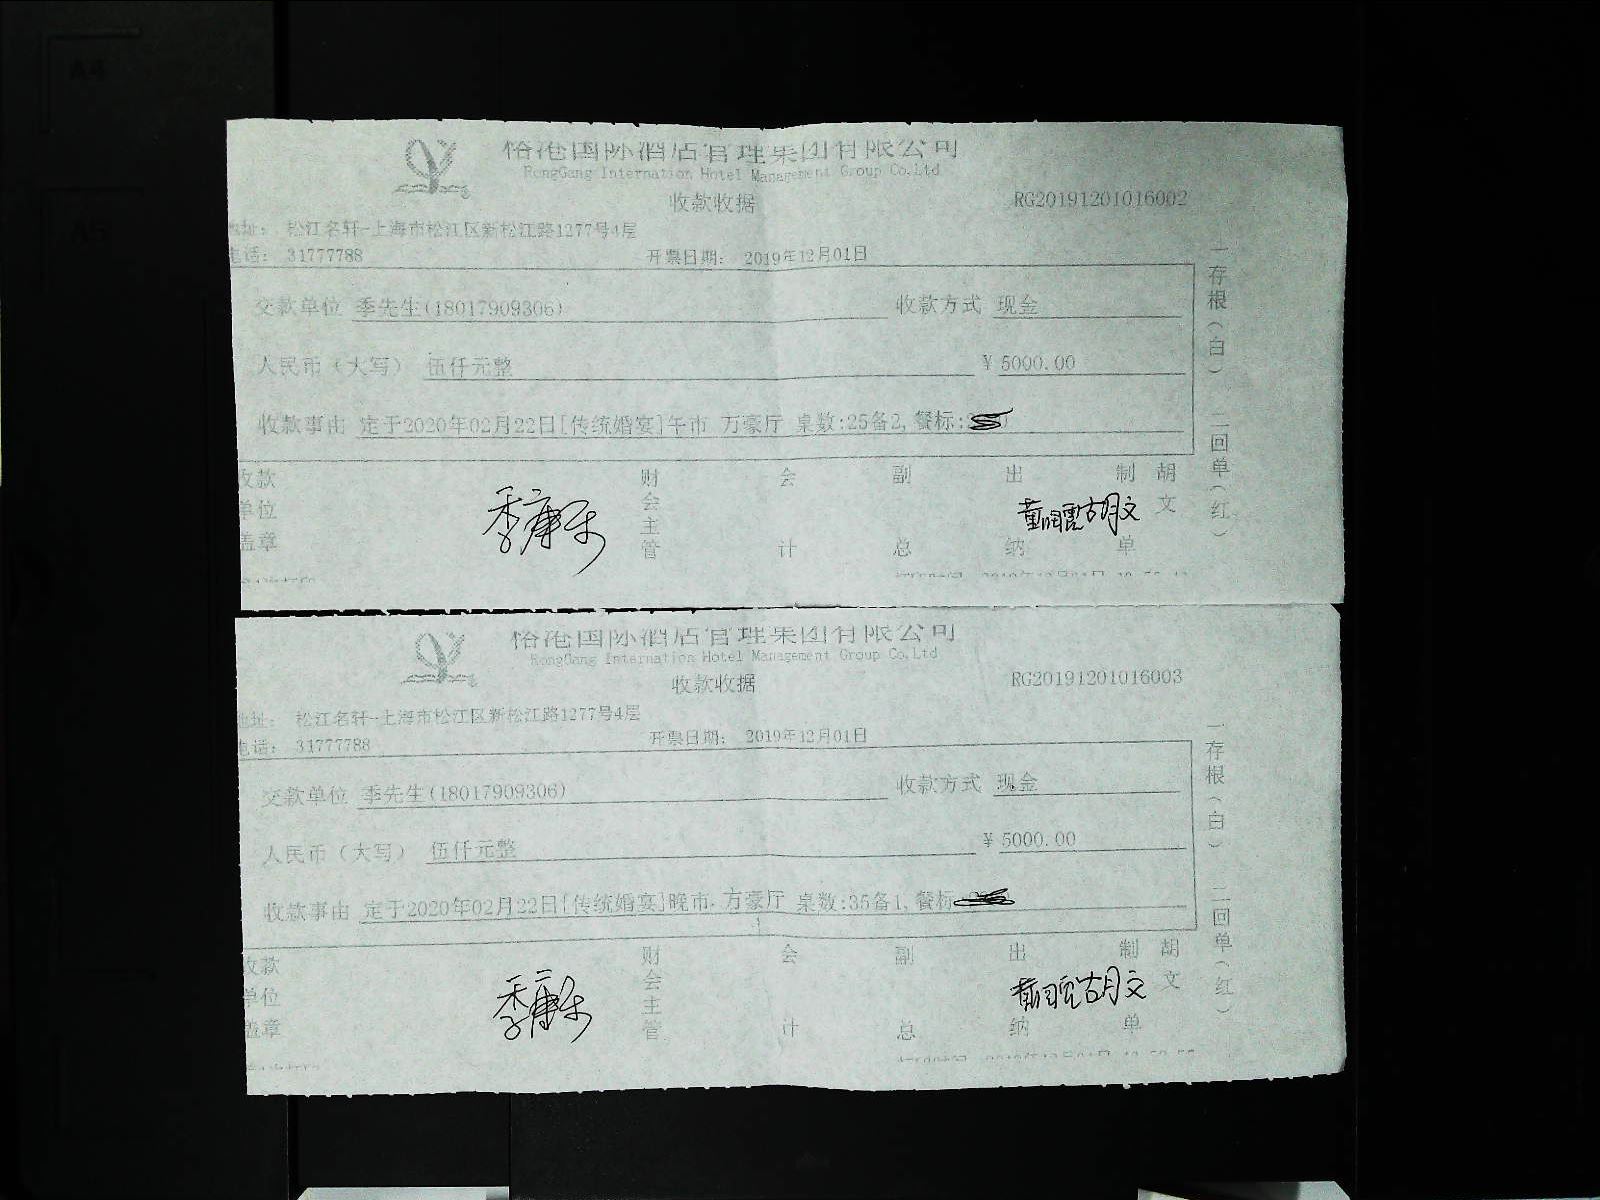 国际酒店管理集团有限公司
RongGang Internation Hotel Management Group Co.Ltd
收款收据
RG20191201016002
地址： 松江名轩-上海市松江区新松江路1277号4层
电话： 31777788
开票日期： 2019年12月01日
交款单位 季先生(18017909306) 收款方式 现金
人民币（大写） 伍仟元整 ¥ 5000.00
收款事由 定于2020年02月22日[传统婚宴]午市 万豪厅 桌数:25备2, 餐标:
一存根（白） 二回单（红）
收款单位盖章 财会主管 会计 副总 出纳 制单 胡文
季康乐
胡文
国际酒店管理集团有限公司
RongGang Internation Hotel Management Group Co.Ltd
收款收据
RG20191201016003
地址： 松江名轩-上海市松江区新松江路1277号4层
电话： 31777788
开票日期： 2019年12月01日
交款单位 季先生(18017909306) 收款方式 现金
人民币（大写） 伍仟元整 ¥ 5000.00
收款事由 定于2020年02月22日[传统婚宴]晚市 万豪厅 桌数:35备1, 餐标
一存根（白） 二回单（红）
收款单位盖章 财会主管 会计 副总 出纳 制单 胡文
季康乐
胡文